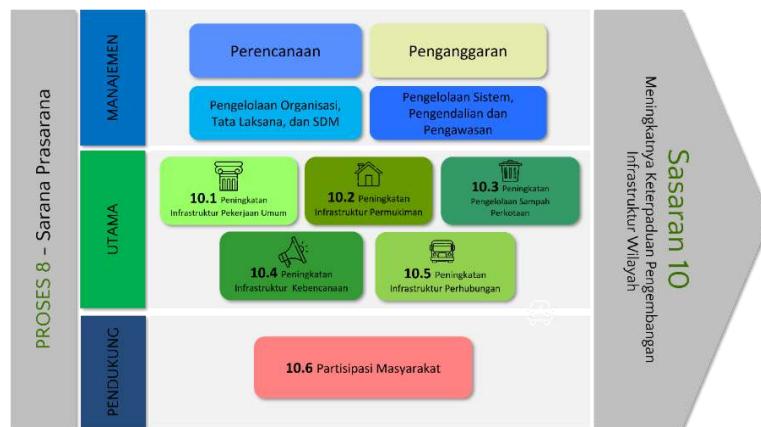 PROSES 8 – Sarana Prasarana
MANAJEMEN
Perencanaan
Penganggaran
Pengelolaan Organisasi,
Tata Laksana, dan SDM
Pengelolaan Sistem,
Pengendalian dan
Pengawasan
UTAMA
10.1 Peningkatan
Infrastruktur Pekerjaan Umum
10.2 Peningkatan
Infrastruktur Permukiman
10.3 Peningkatan
Pengelolaan Sampah
Perkotaan
10.4 Peningkatan
Infrastruktur Kebencanaan
10.5 Peningkatan
Infrastruktur Perhubungan
PENDUKUNG
10.6 Partisipasi Masyarakat
Sasaran 10
Meningkatnya Keterpaduan Pengembangan
Infrastruktur Wilayah